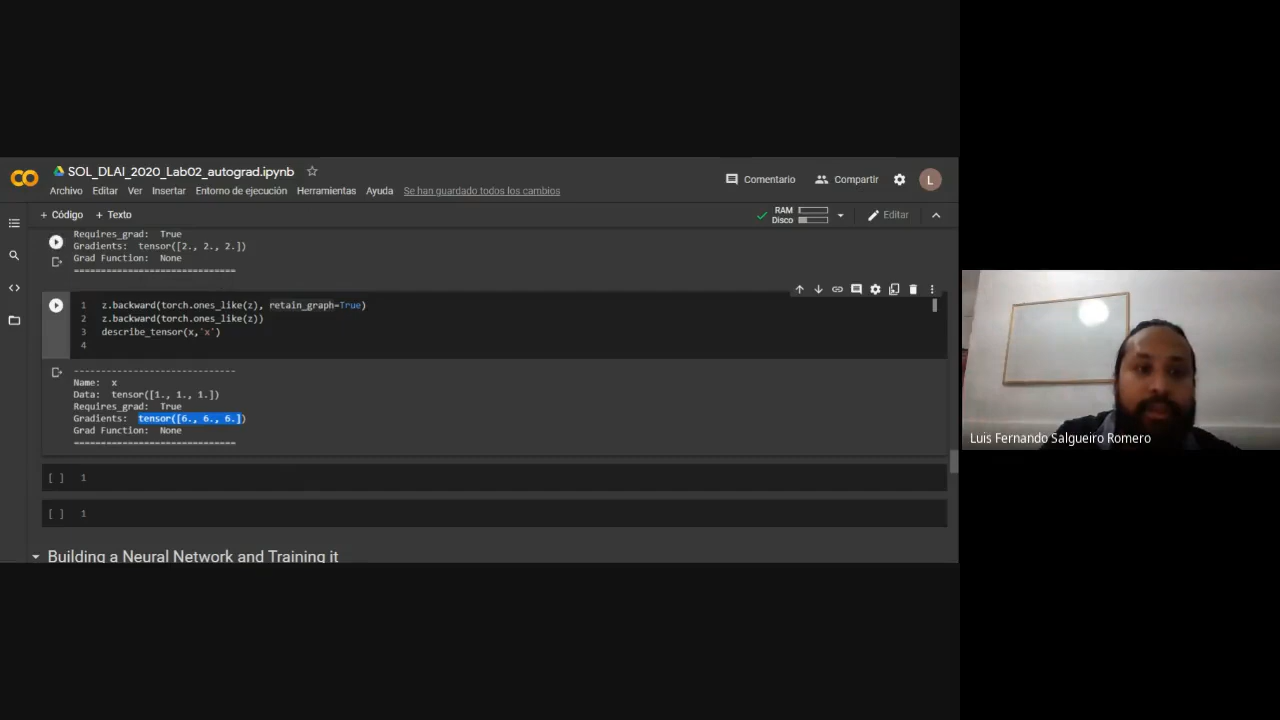 SOL_DLAI_2020_Lab02_autograd.ipynb
Archivo Editar Ver Insertar Entorno de ejecución Herramientas Ayuda Se han guardado todos los cambios
Comentario Compartir L
+ Código + Texto
RAM
Disco
Editar
Requires_grad: True
Gradients: tensor([2., 2., 2.])
Grad Function: None
==============================
1 z.backward(torch.ones_like(z), retain_graph=True)
2 z.backward(torch.ones_like(z))
3 describe_tensor(x,'x')
4
------------------------------
Name: x
Data: tensor([1., 1., 1.])
Requires_grad: True
Gradients: tensor([6., 6., 6.])
Grad Function: None
==============================
[ ] 1
[ ] 1
Building a Neural Network and Training it
Luis Fernando Salgueiro Romero